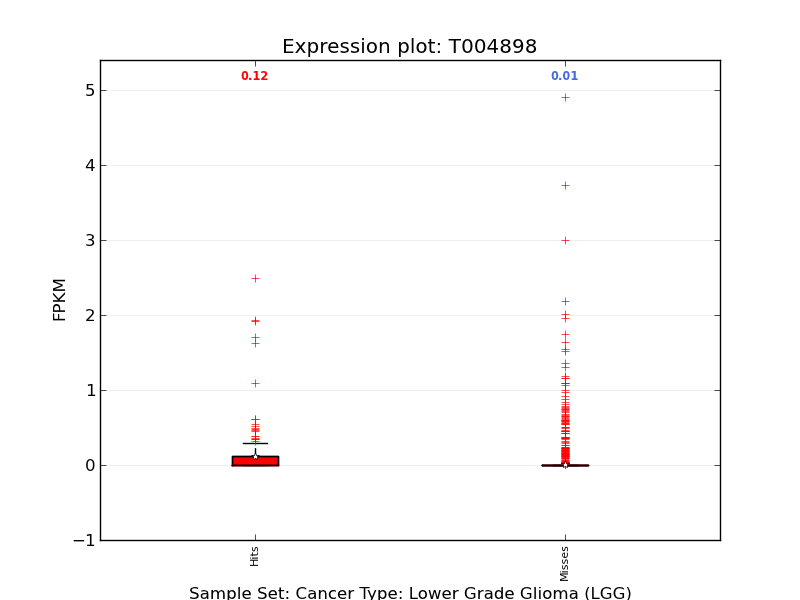 Expression plot: T004898
0.12
0.01
5
4
3
2
1
0
−1
FPKM
Hits
Misses
Sample Set: Cancer Type: Lower Grade Glioma (LGG)